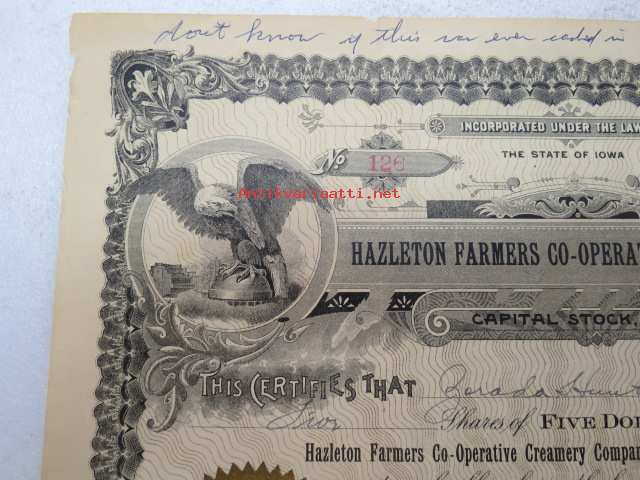 dont know if this was ever cashed in
INCORPORATED UNDER THE LAW
No 126
THE STATE OF IOWA
Antikvariaatti.net
HAZLETON FARMERS CO-OPERAT
CAPITAL STOCK,
THIS CERTIFIES THAT Zorada
Shares of FIVE DOL
Hazleton Farmers Co-Operative Creamery Compan